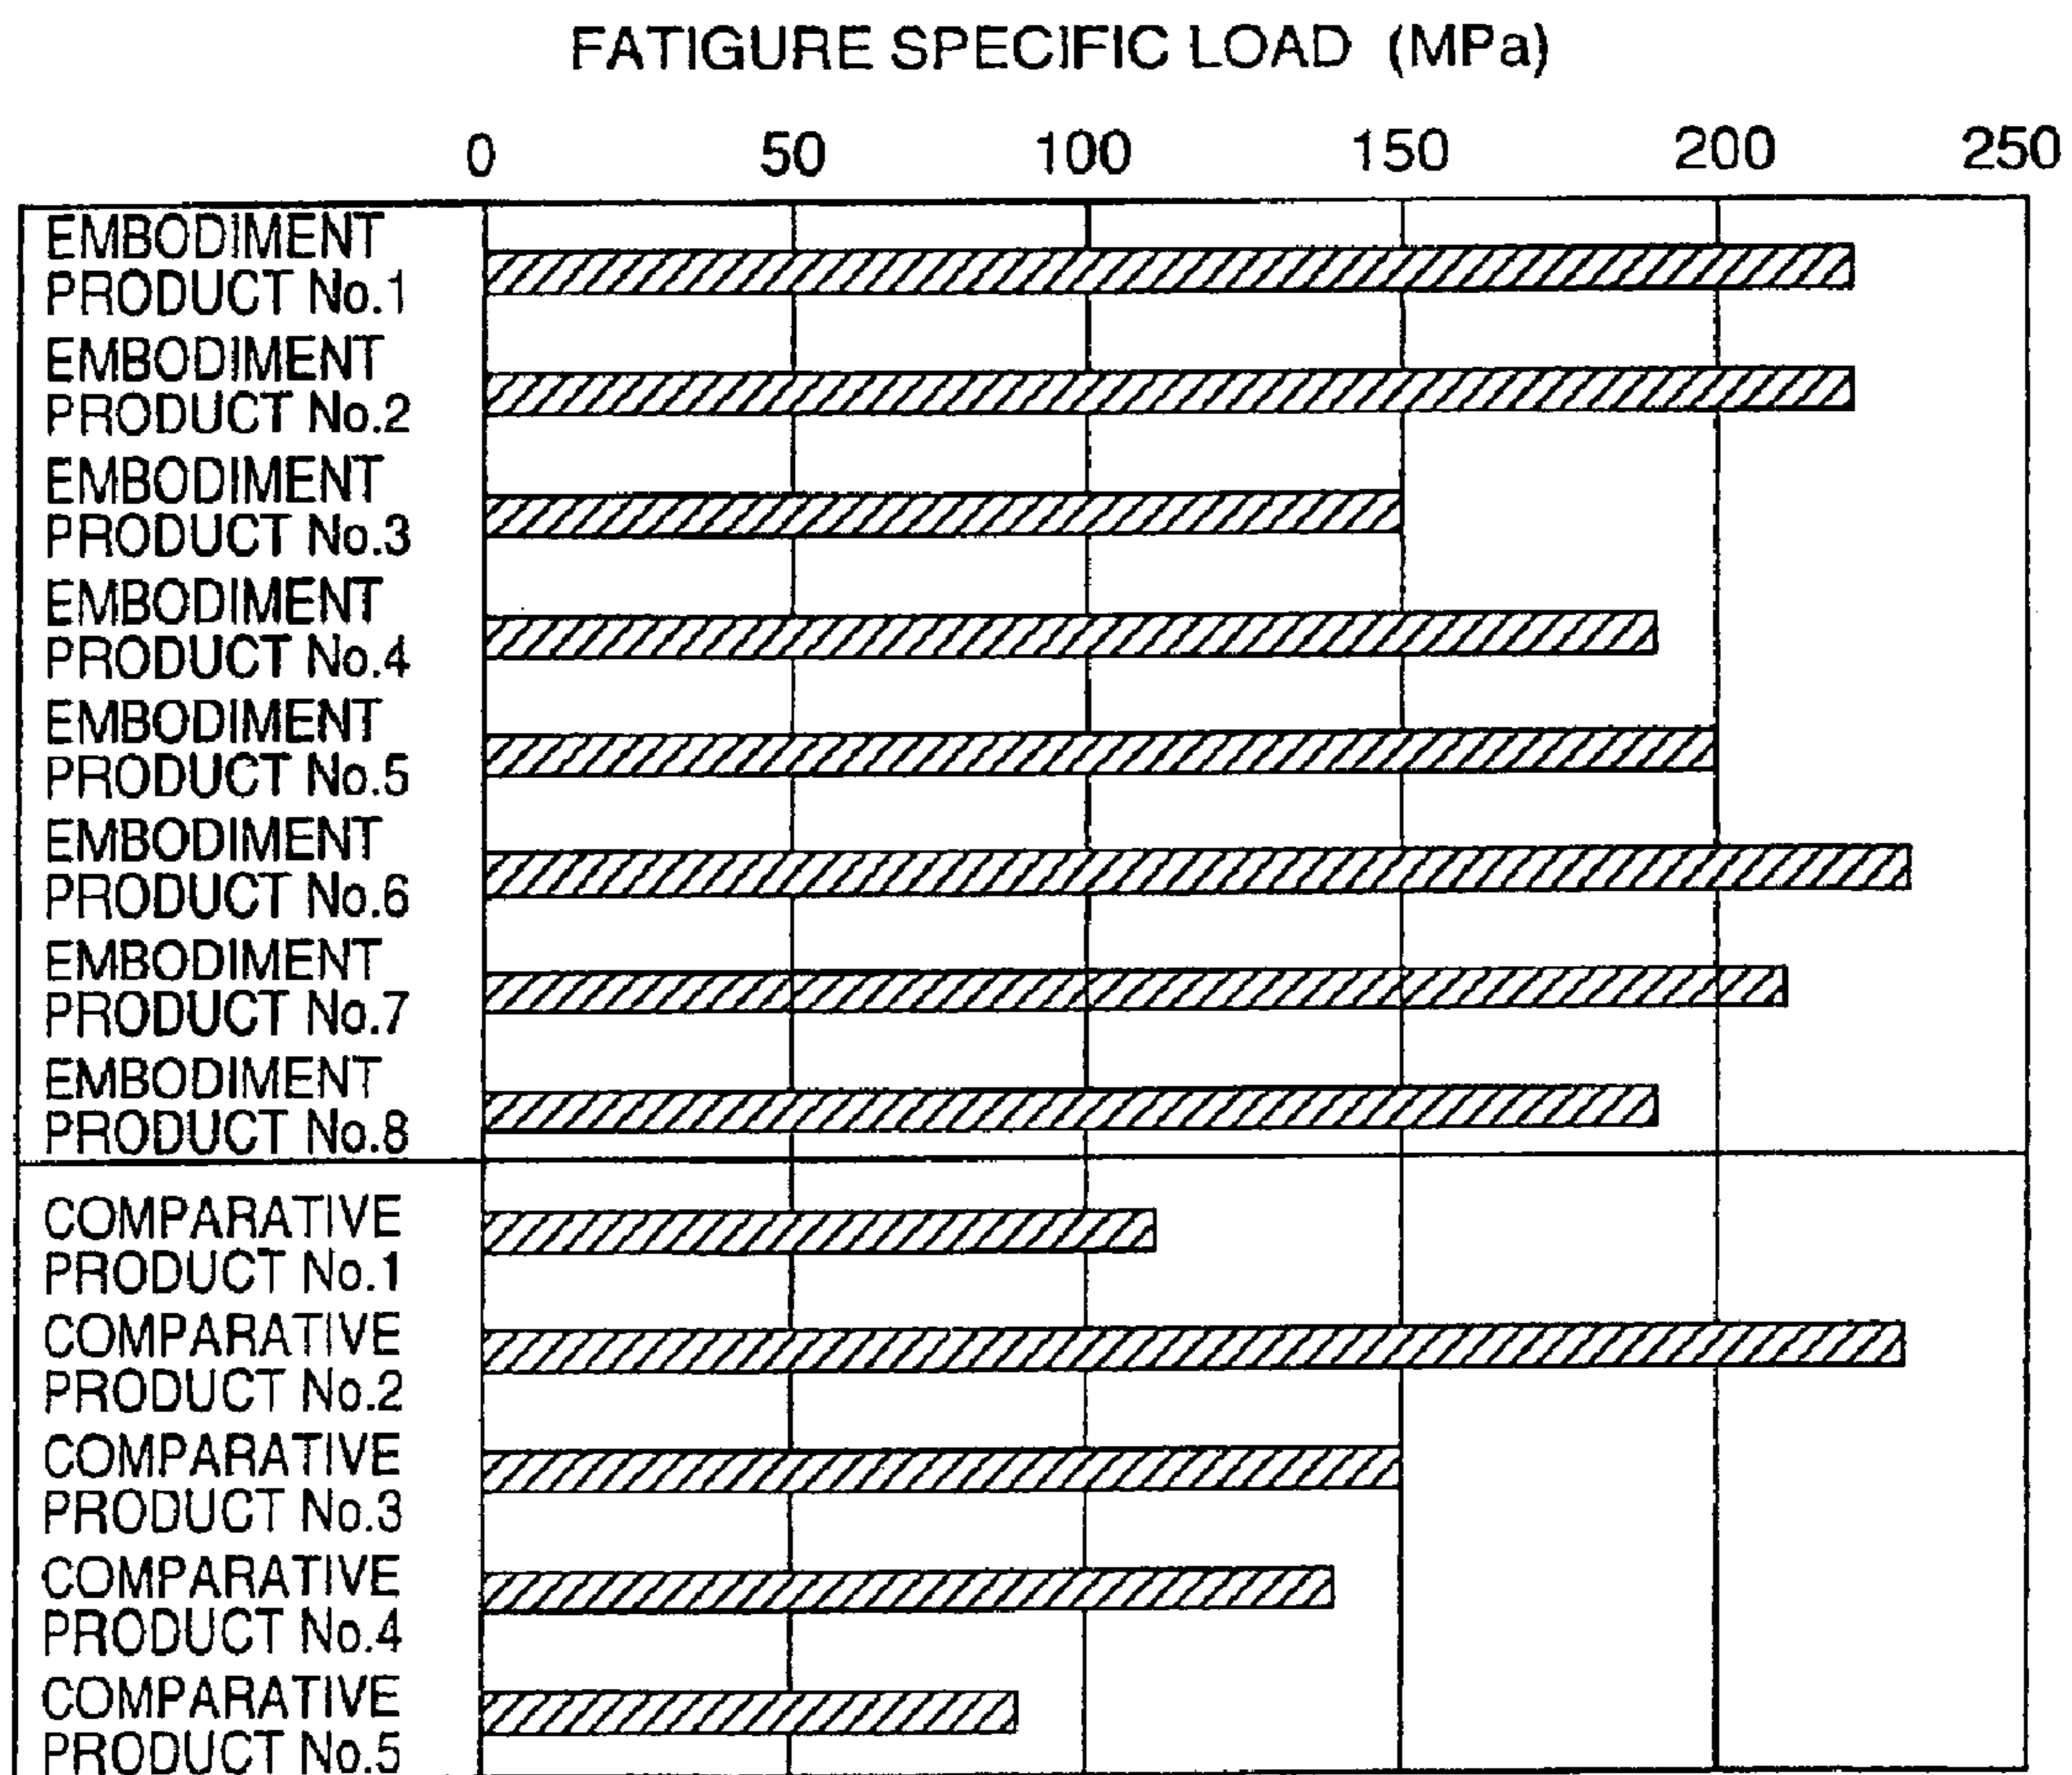 FATIGURE SPECIFIC LOAD (MPa)
0 50 100 150 200 250
EMBODIMENT
PRODUCT No.1
EMBODIMENT
PRODUCT No.2
EMBODIMENT
PRODUCT No.3
EMBODIMENT
PRODUCT No.4
EMBODIMENT
PRODUCT No.5
EMBODIMENT
PRODUCT No.6
EMBODIMENT
PRODUCT No.7
EMBODIMENT
PRODUCT No.8
COMPARATIVE
PRODUCT No.1
COMPARATIVE
PRODUCT No.2
COMPARATIVE
PRODUCT No.3
COMPARATIVE
PRODUCT No.4
COMPARATIVE
PRODUCT No.5